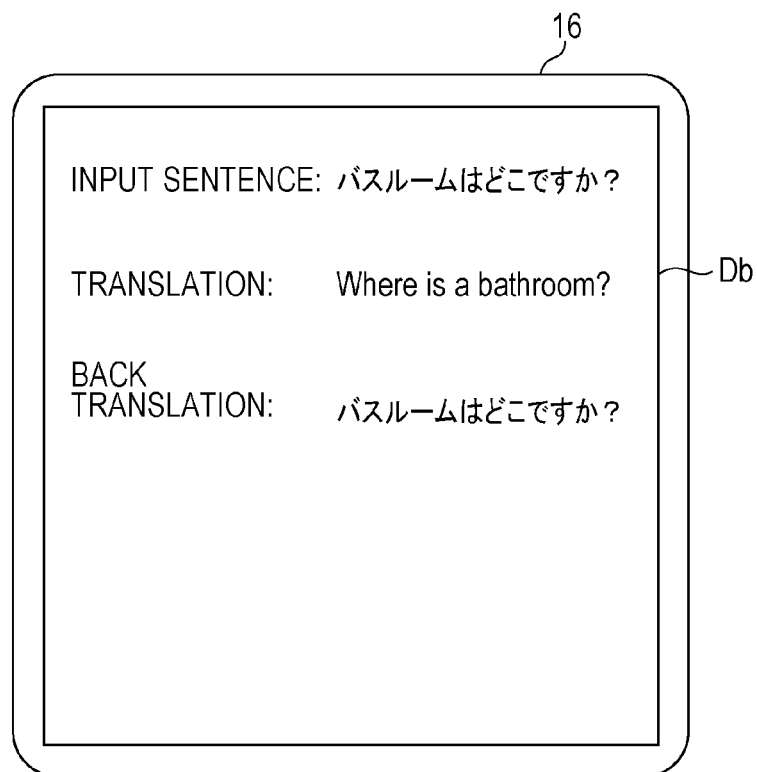 16
INPUT SENTENCE: バスルームはどこですか？
Db
TRANSLATION: Where is a bathroom?
BACK
TRANSLATION: バスルームはどこですか？